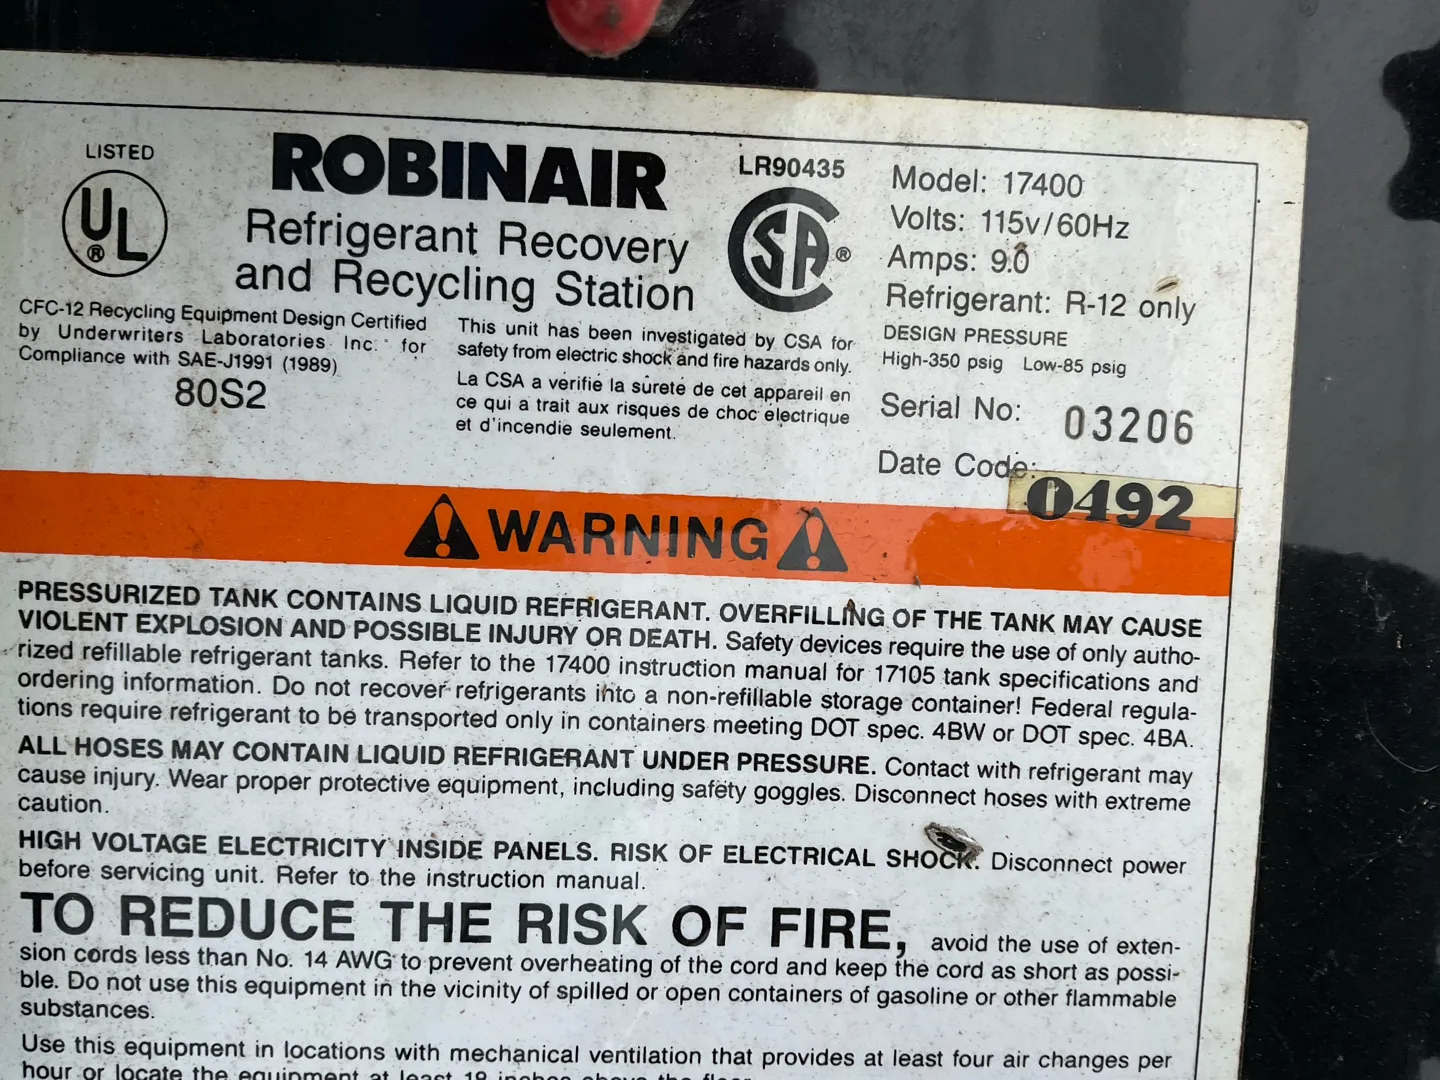 LISTED
UL®
ROBINAIR
Refrigerant Recovery
and Recycling Station
CFC-12 Recycling Equipment Design Certified
by Underwriters Laboratories Inc. for
Compliance with SAE-J1991 (1989)
80S2
LR90435
SA®
This unit has been investigated by CSA for
safety from electric shock and fire hazards only.
La CSA a vérifié la sûreté de cet appareil en
ce qui a trait aux risques de choc électrique
et d'incendie seulement.
Model: 17400
Volts: 115v/60Hz
Amps: 9.0
Refrigerant: R-12 only
DESIGN PRESSURE
High-350 psig Low-85 psig
Serial No: 03206
Date Code: 0492
WARNING
PRESSURIZED TANK CONTAINS LIQUID REFRIGERANT. OVERFILLING OF THE TANK MAY CAUSE
VIOLENT EXPLOSION AND POSSIBLE INJURY OR DEATH. Safety devices require the use of only autho-
rized refillable refrigerant tanks. Refer to the 17400 instruction manual for 17105 tank specifications and
ordering information. Do not recover refrigerants into a non-refillable storage container! Federal regula-
tions require refrigerant to be transported only in containers meeting DOT spec. 4BW or DOT spec. 4BA.
ALL HOSES MAY CONTAIN LIQUID REFRIGERANT UNDER PRESSURE. Contact with refrigerant may
cause injury. Wear proper protective equipment, including safety goggles. Disconnect hoses with extreme
caution.
HIGH VOLTAGE ELECTRICITY INSIDE PANELS. RISK OF ELECTRICAL SHOCK. Disconnect power
before servicing unit. Refer to the instruction manual.
TO REDUCE THE RISK OF FIRE, avoid the use of exten-
sion cords less than No. 14 AWG to prevent overheating of the cord and keep the cord as short as possi-
ble. Do not use this equipment in the vicinity of spilled or open containers of gasoline or other flammable
substances.
Use this equipment in locations with mechanical ventilation that provides at least four air changes per
hour or locate the equipment at least 18 inches above the floor.